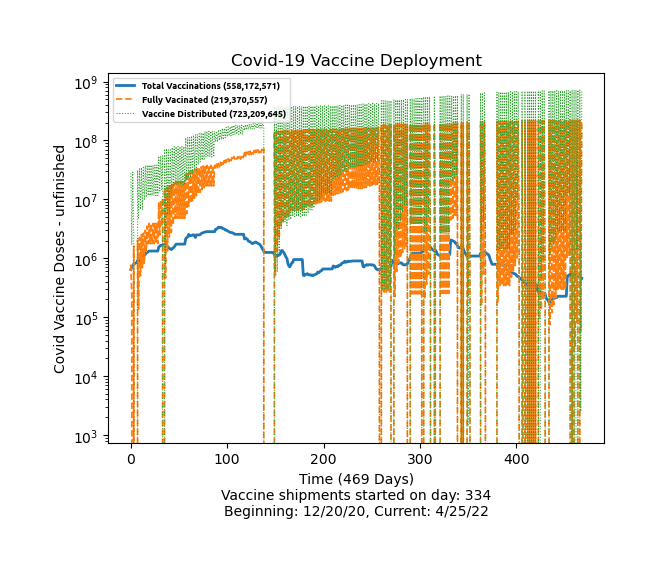 Covid-19 Vaccine Deployment
Total Vaccinations (558,172,571)
Fully Vacinated (219,370,557)
Vaccine Distributed (723,209,645)
Covid Vaccine Doses - unfinished
10⁹
10⁸
10⁷
10⁶
10⁵
10⁴
10³
0 100 200 300 400
Time (469 Days)
Vaccine shipments started on day: 334
Beginning: 12/20/20, Current: 4/25/22